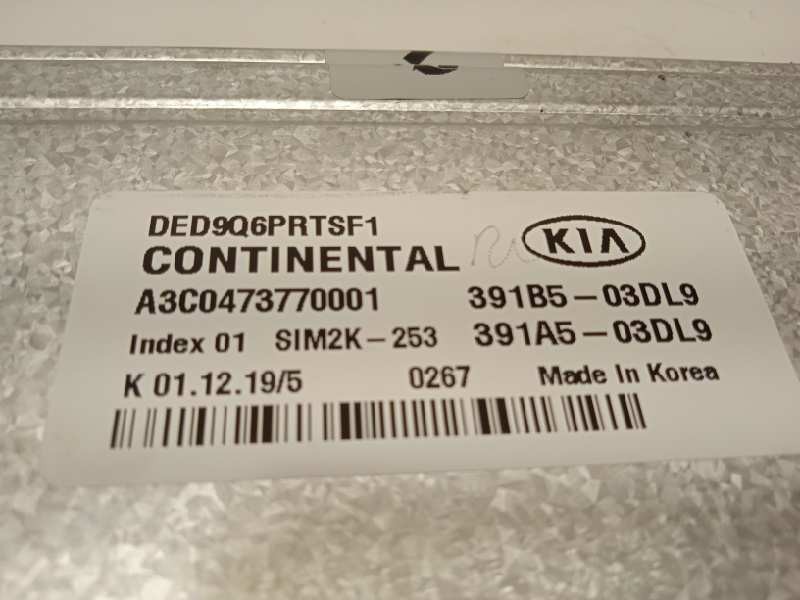 DED9Q6PRTSF1
CONTINENTAL KIA
A3C0473770001 391B5-03DL9
Index 01 SIM2K-253 391A5-03DL9
K 01.12.19/5 0267 Made In Korea